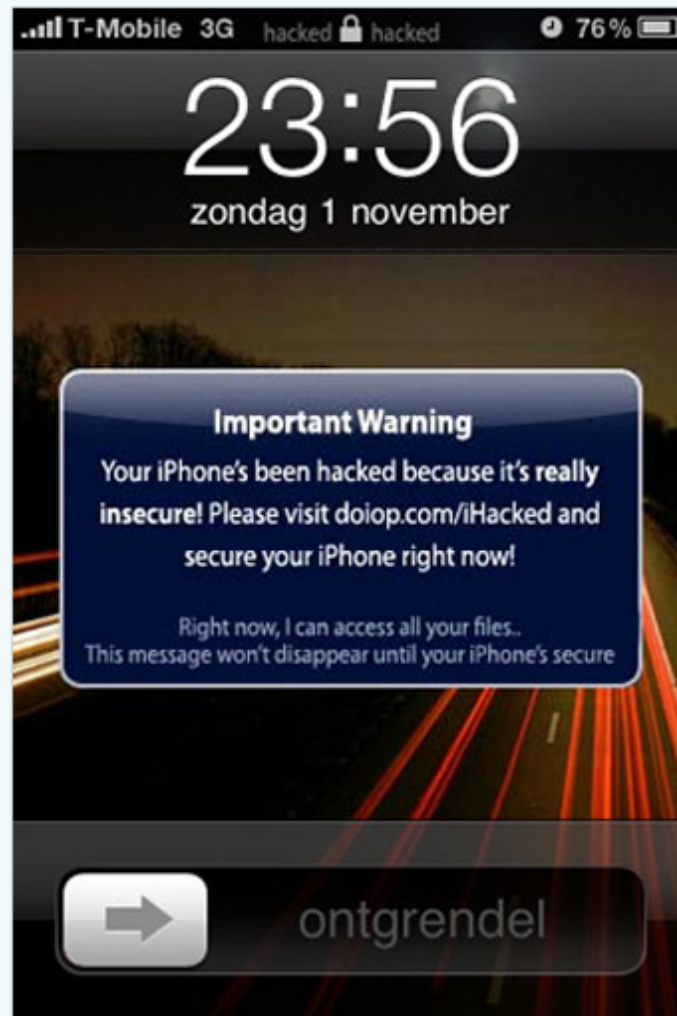 T-Mobile 3G hacked hacked 76%
23:56
zondag 1 november
Important Warning
Your iPhone's been hacked because it's really
insecure! Please visit doiop.com/iHacked and
secure your iPhone right now!
Right now, I can access all your files..
This message won't disappear until your iPhone's secure
ontgrendel